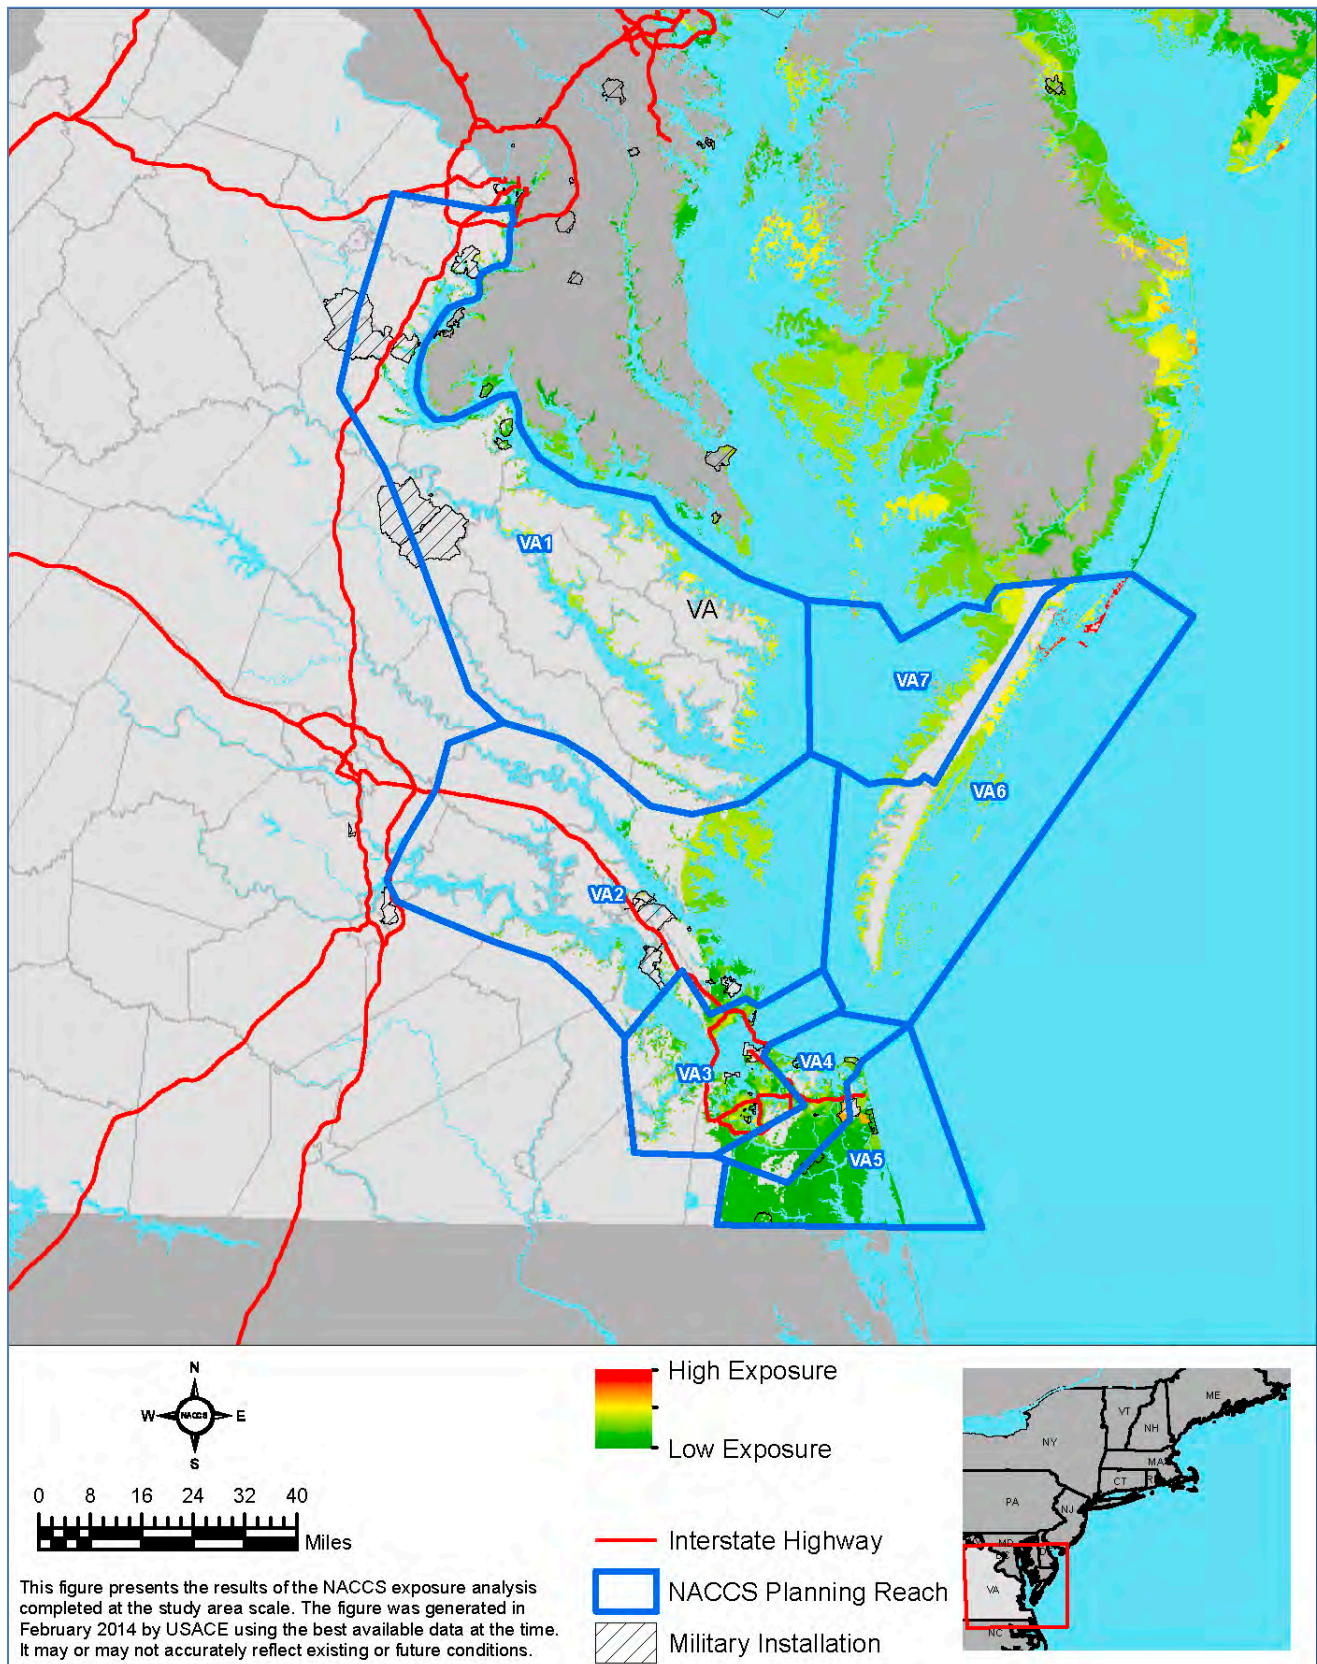 VA1
VA
VA7
VA6
VA2
VA3
VA4
VA5
N
W NACCS E
S
0 8 16 24 32 40
Miles
This figure presents the results of the NACCS exposure analysis
completed at the study area scale. The figure was generated in
February 2014 by USACE using the best available data at the time.
It may or may not accurately reflect existing or future conditions.
High Exposure
Low Exposure
Interstate Highway
NACCS Planning Reach
Military Installation
ME
VT
NH
NY
MA
CT
RI
PA
NJ
MD
VA
NC